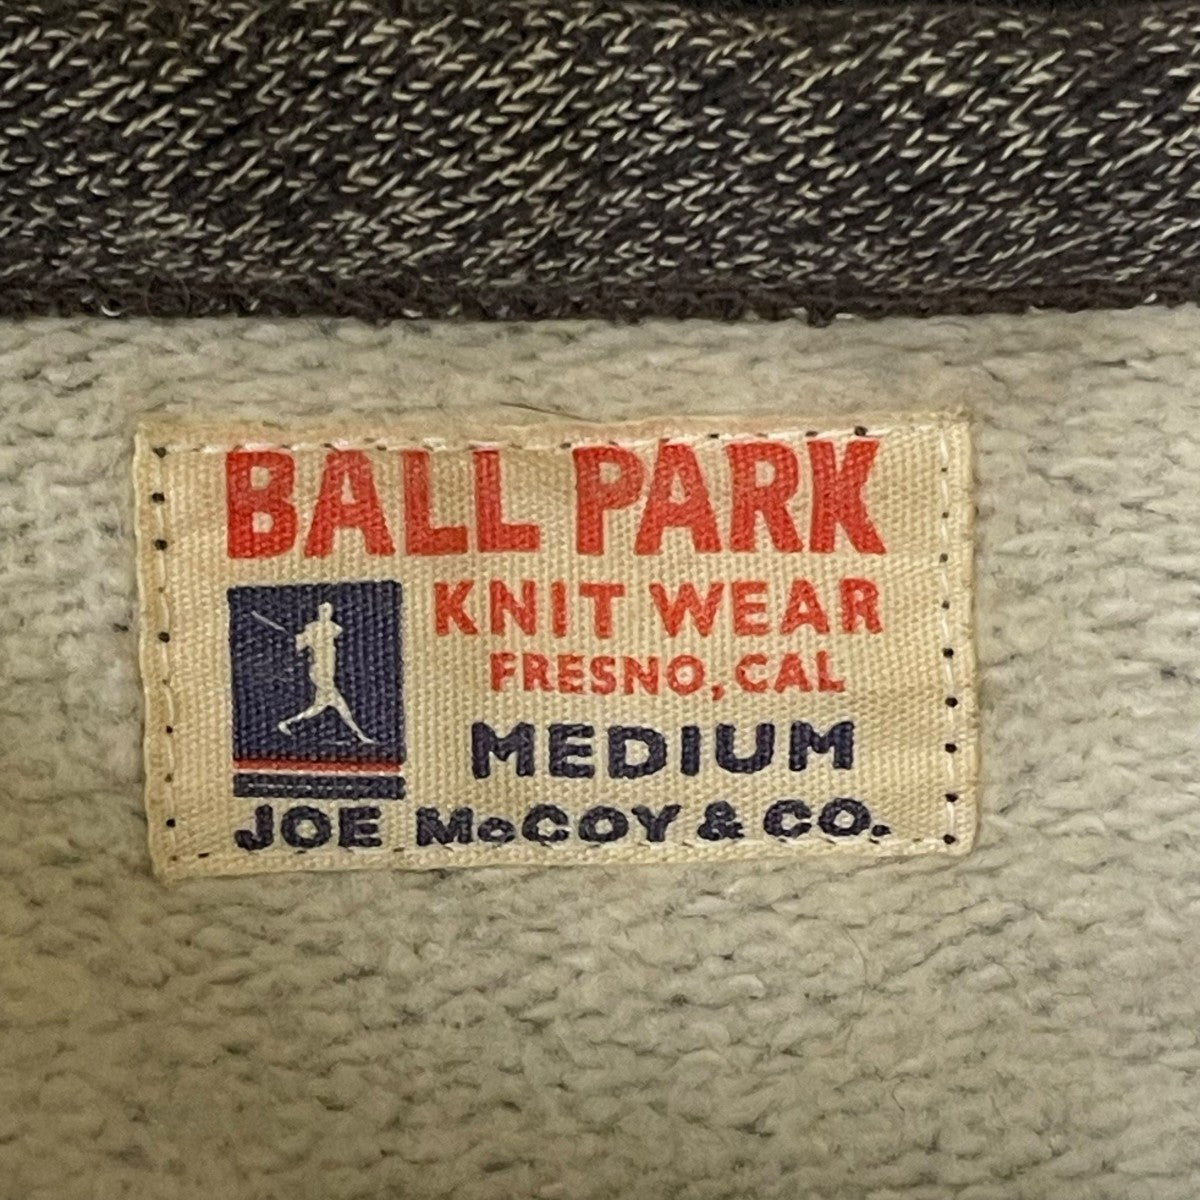 BALL PARK
KNIT WEAR
FRESNO, CAL
MEDIUM
JOE McCOY & CO.